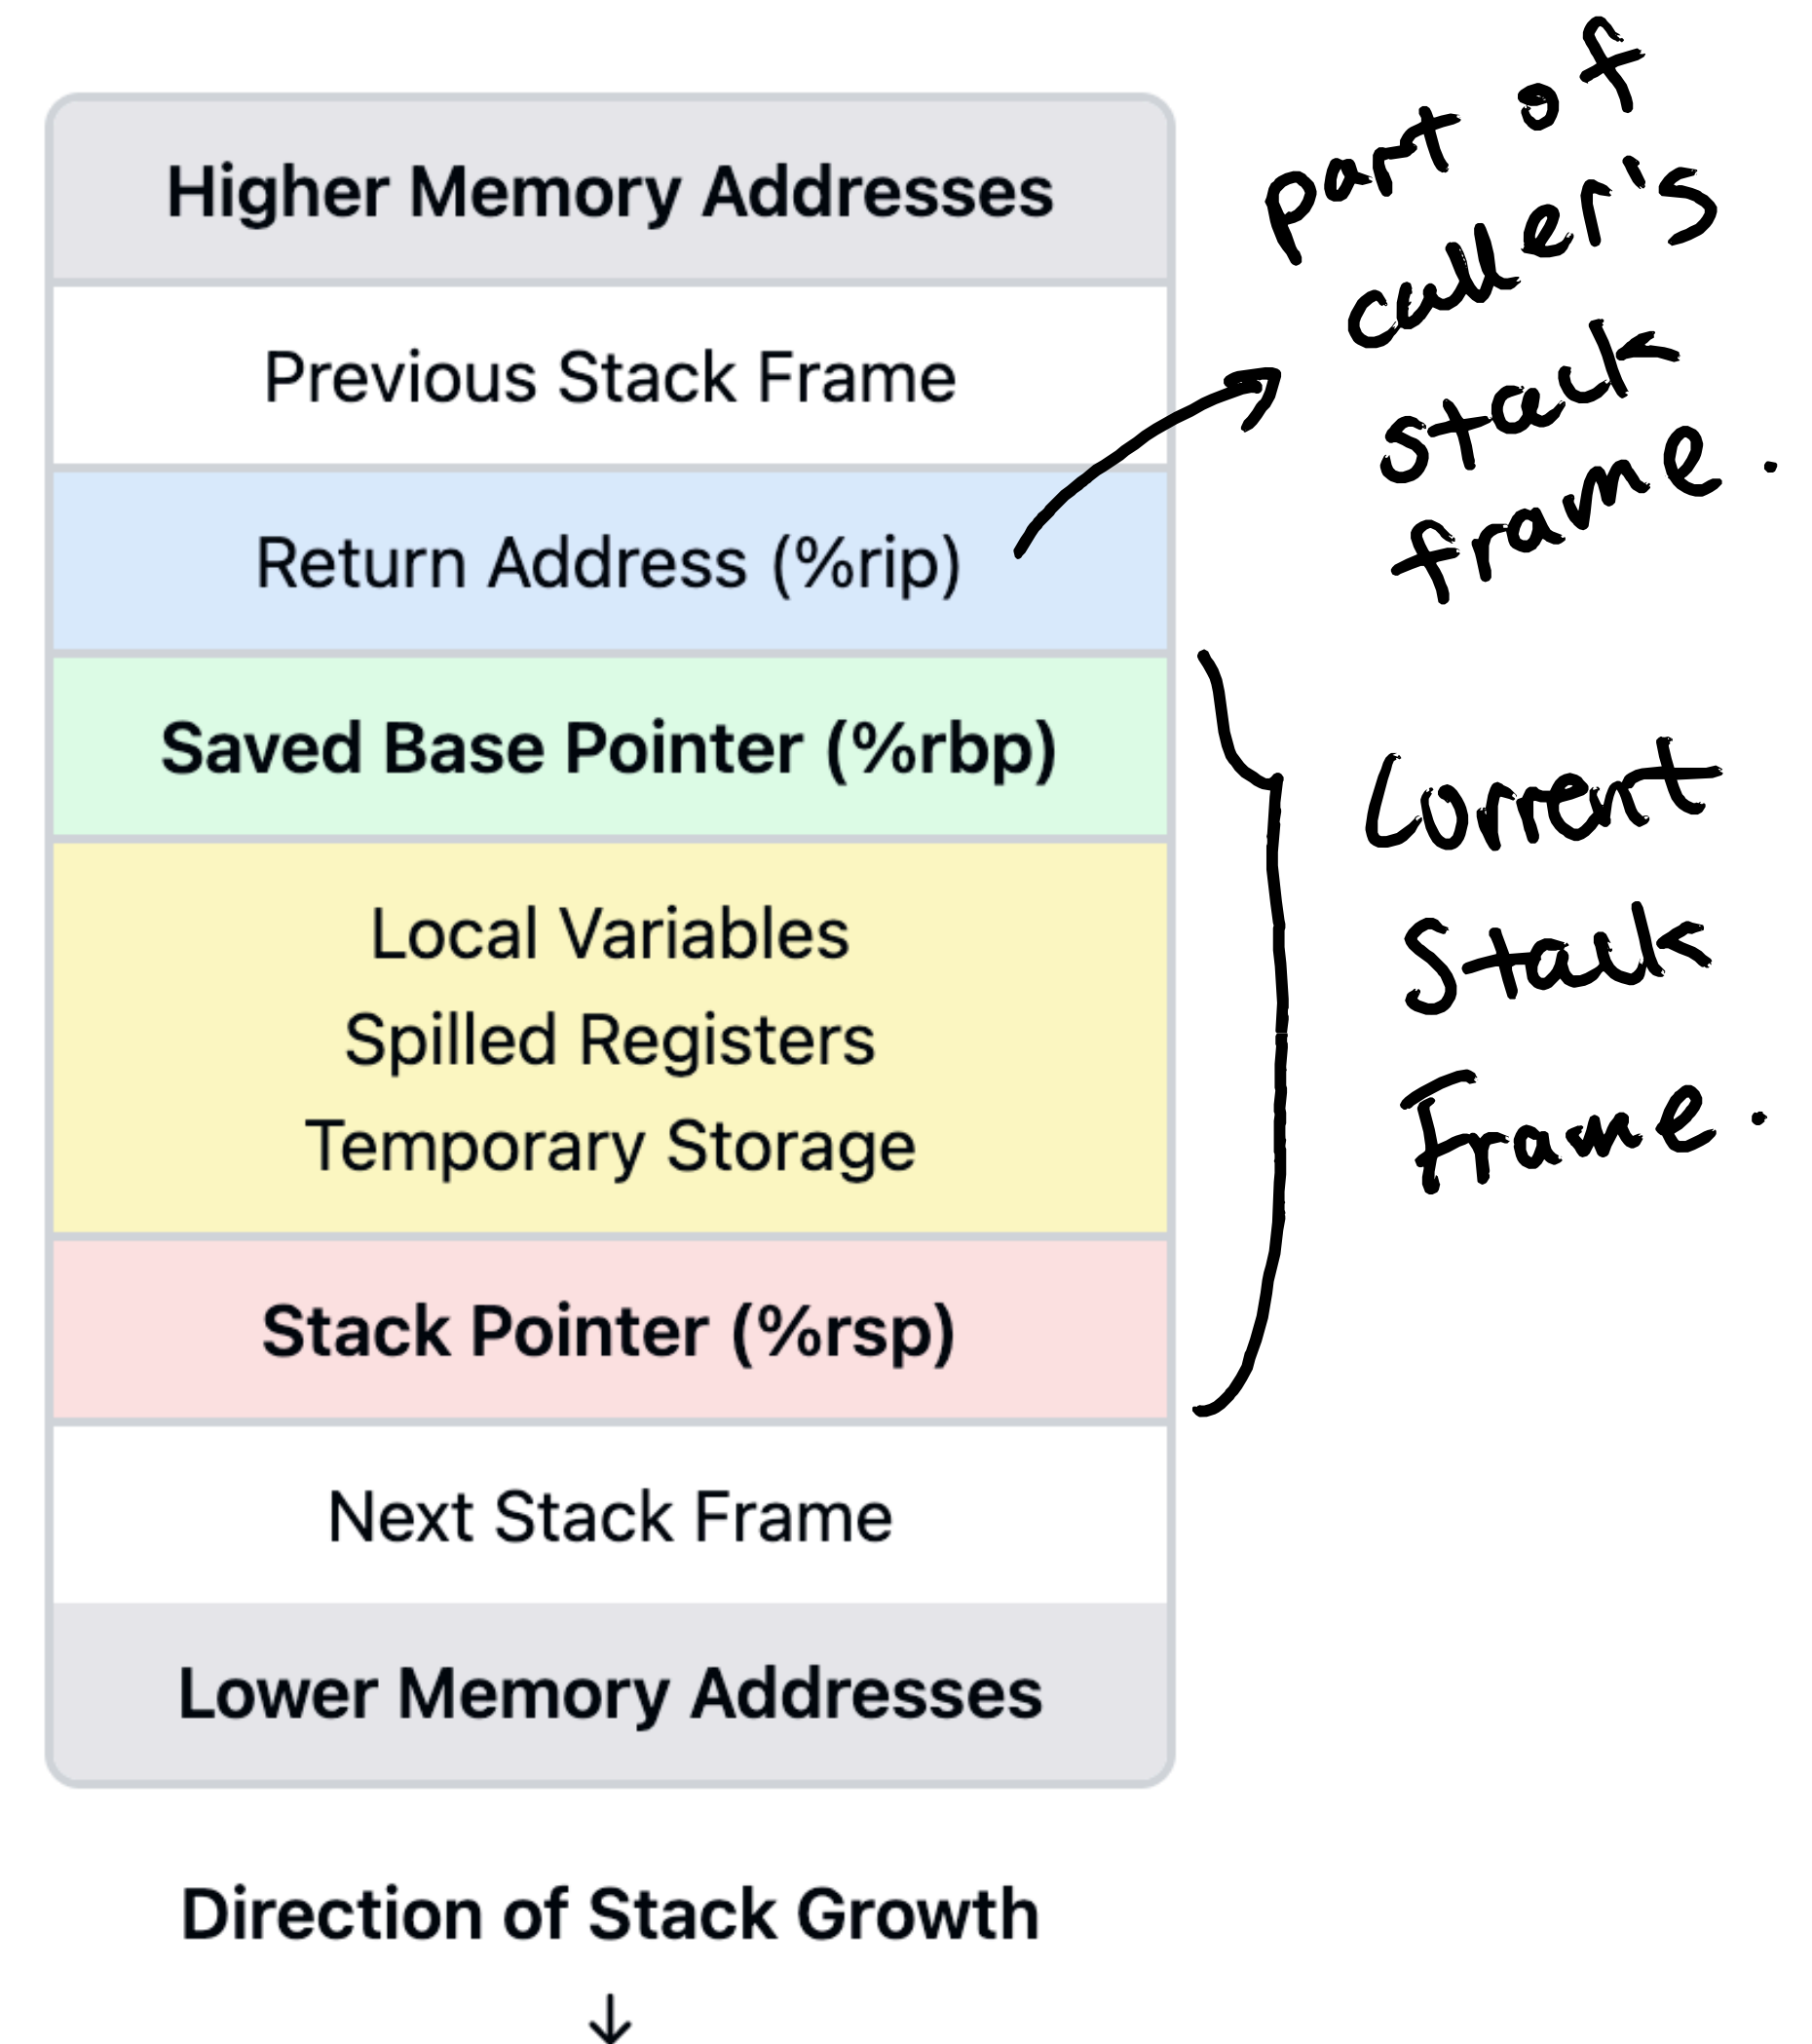 Higher Memory Addresses
Previous Stack Frame
Return Address (%rip)
Saved Base Pointer (%rbp)
Local Variables
Spilled Registers
Temporary Storage
Stack Pointer (%rsp)
Next Stack Frame
Lower Memory Addresses
Direction of Stack Growth
↓
part of
caller's
stack
frame.
Current
Stack
Frame.